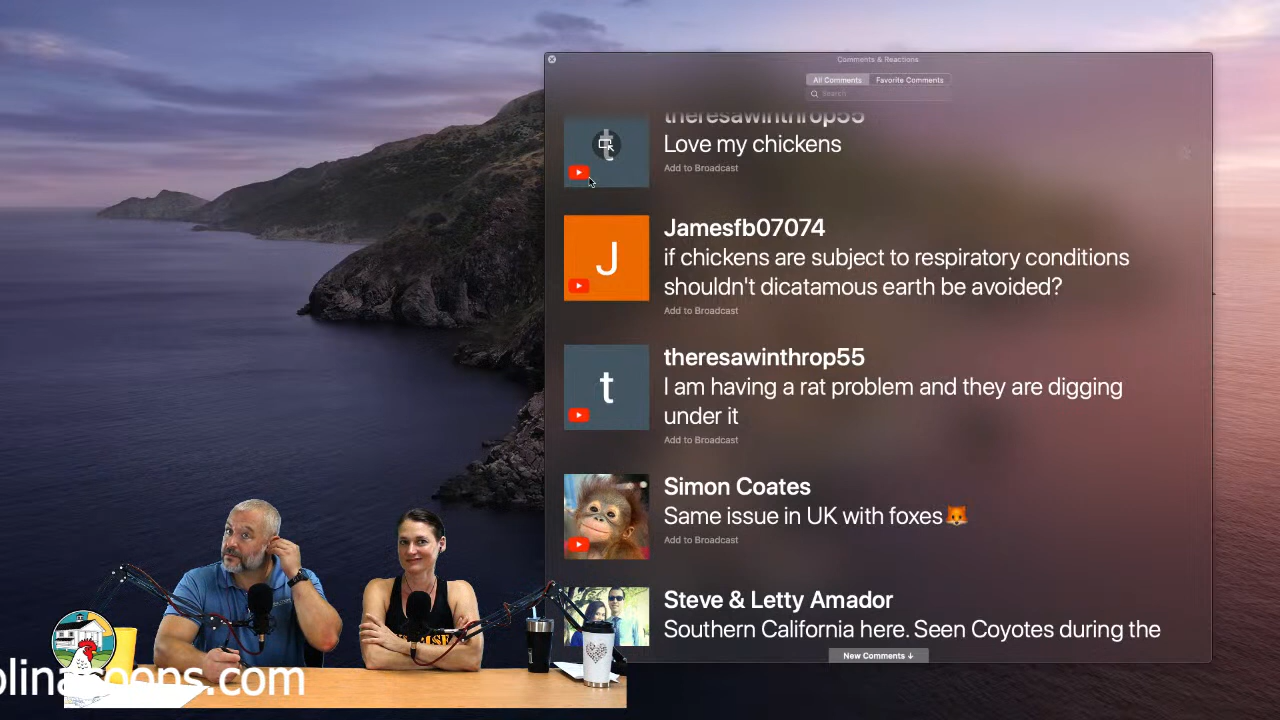 Comments & Reactions
All Comments
Favorite Comments
Search
theresawinthrop55
Love my chickens
Add to Broadcast
Jamesfb07074
if chickens are subject to respiratory conditions
shouldn't dicatamous earth be avoided?
Add to Broadcast
theresawinthrop55
I am having a rat problem and they are digging
under it
Add to Broadcast
Simon Coates
Same issue in UK with foxes🦊
Add to Broadcast
Steve & Letty Amador
Southern California here. Seen Coyotes during the
New Comments ↓
t
J
t
olinacoops.com